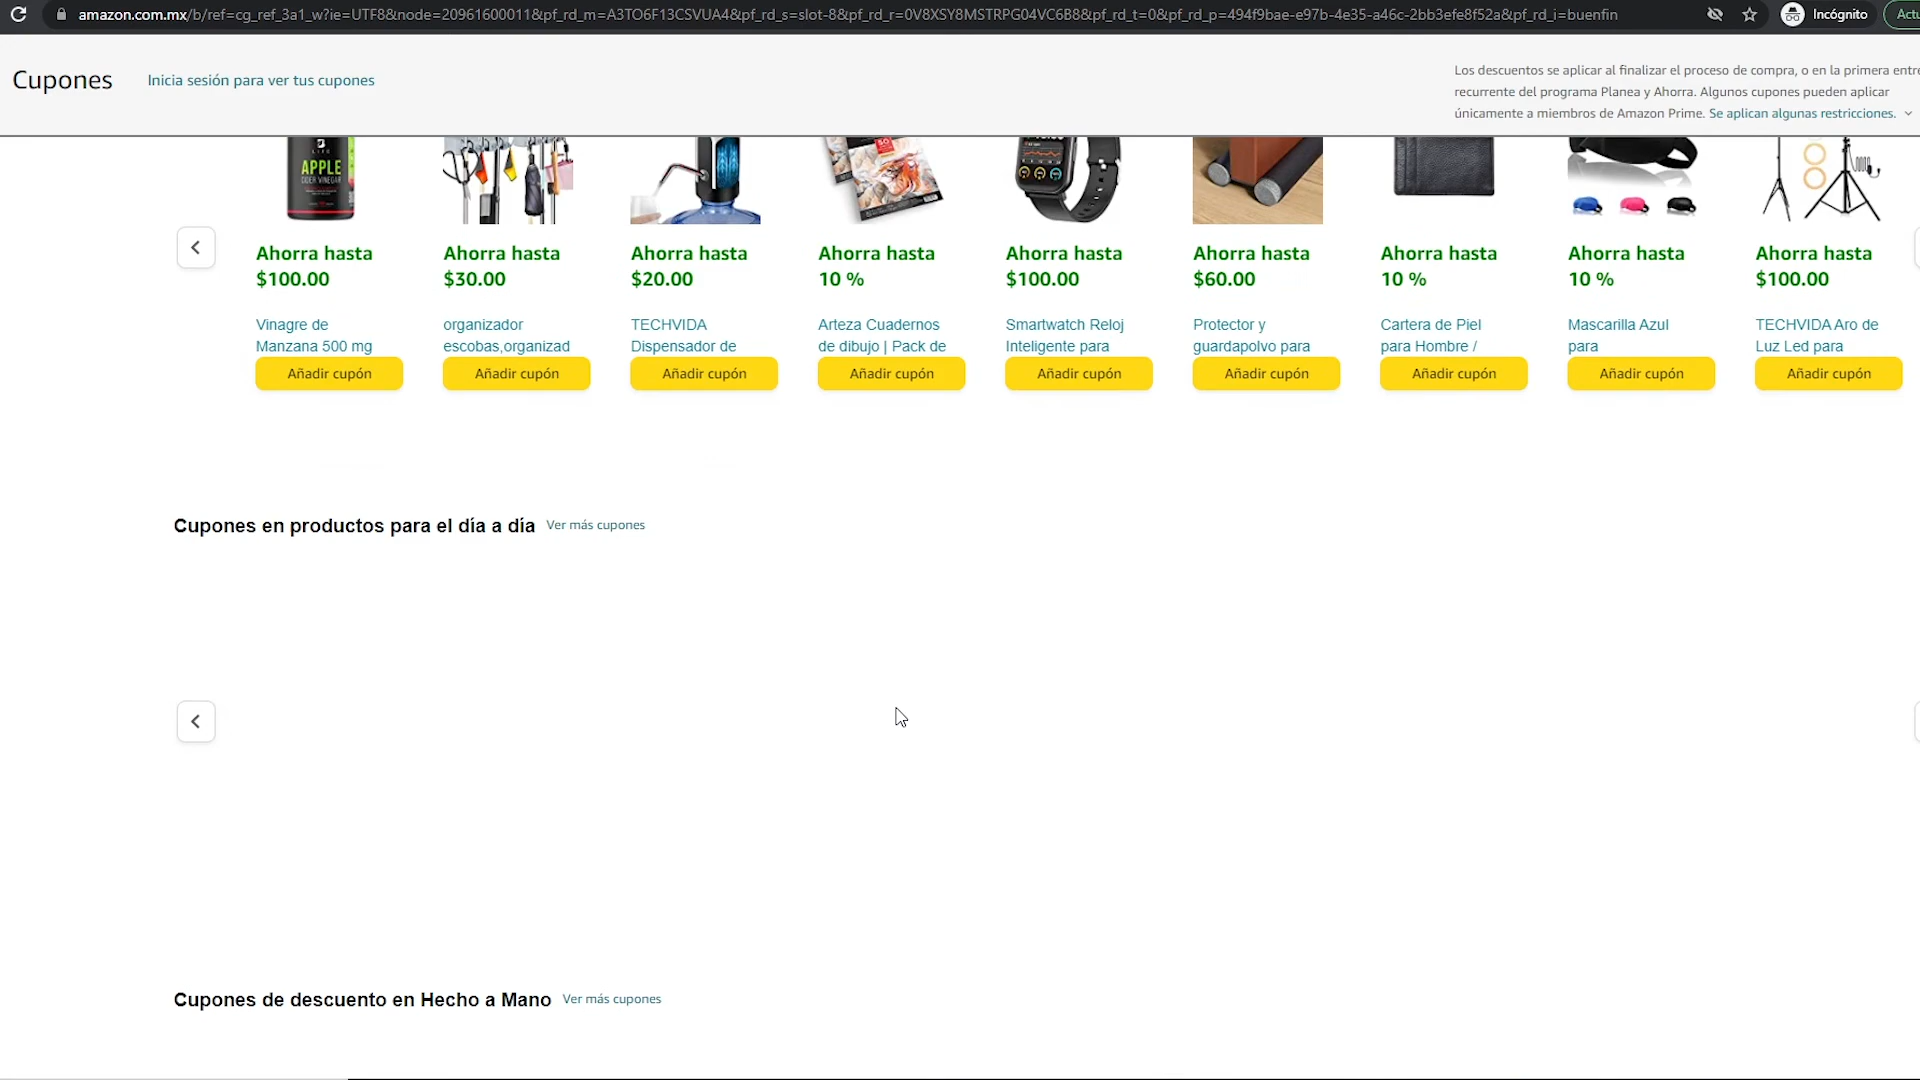 amazon.com.mx/b/ref=cg_ref_3a1_w?ie=UTF8&node=20961600011&pf_rd_m=A3TO6F13CSVUA4&pf_rd_s=slot-8&pf_rd_r=0V8XSY8MSTRPG04VC6B8&pf_rd_t=0&pf_rd_p=494f9bae-e97b-4e35-a46c-2bb3efe8f52a&pf_rd_i=buenfin
Incógnito
Actu
Cupones
Inicia sesión para ver tus cupones
Los descuentos se aplicar al finalizar el proceso de compra, o en la primera entre
recurrente del programa Planea y Ahorra. Algunos cupones pueden aplicar
únicamente a miembros de Amazon Prime. Se aplican algunas restricciones.
APPLE
CIDER VINEGAR
Ahorra hasta
$100.00
Vinagre de
Manzana 500 mg
Añadir cupón
Ahorra hasta
$30.00
organizador
escobas,organizad
Añadir cupón
Ahorra hasta
$20.00
TECHVIDA
Dispensador de
Añadir cupón
Ahorra hasta
10 %
Arteza Cuadernos
de dibujo | Pack de
Añadir cupón
Ahorra hasta
$100.00
Smartwatch Reloj
Inteligente para
Añadir cupón
Ahorra hasta
$60.00
Protector y
guardapolvo para
Añadir cupón
Ahorra hasta
10 %
Cartera de Piel
para Hombre /
Añadir cupón
Ahorra hasta
10 %
Mascarilla Azul
para
Añadir cupón
Ahorra hasta
$100.00
TECHVIDA Aro de
Luz Led para
Añadir cupón
Cupones en productos para el día a día
Ver más cupones
Cupones de descuento en Hecho a Mano
Ver más cupones